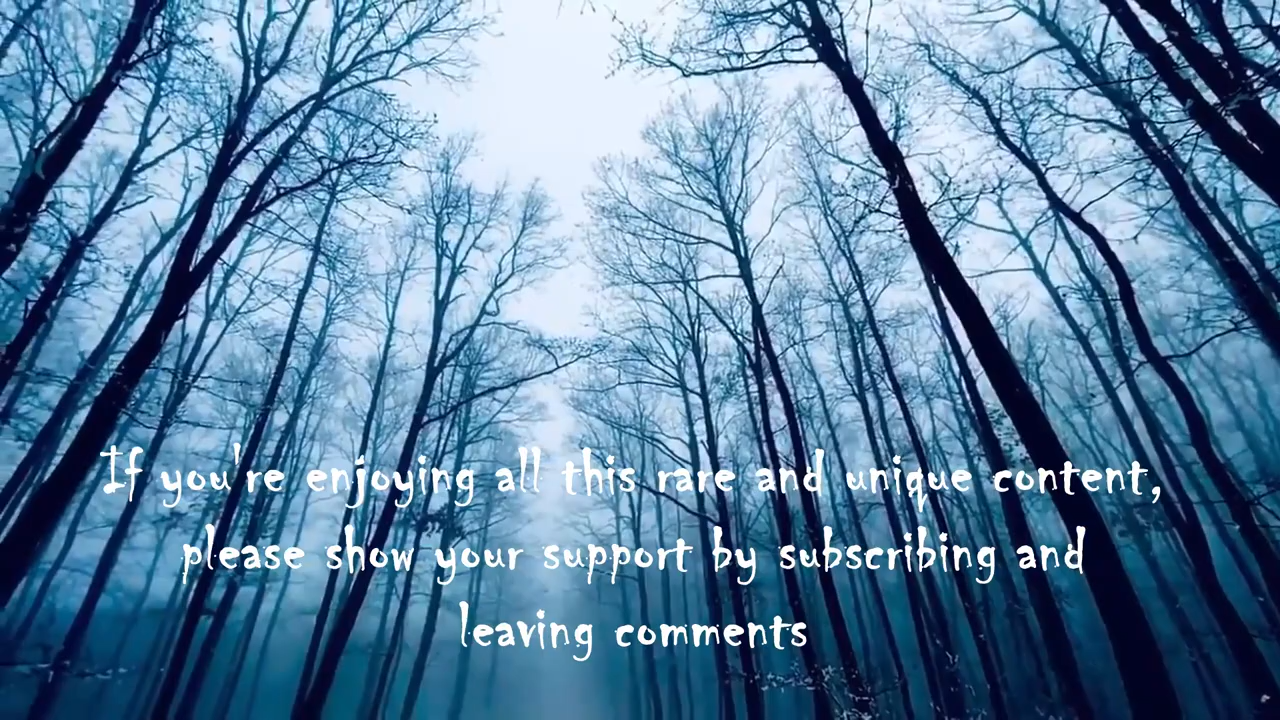 If you're enjoying all this rare and unique content,
please show your support by subscribing and
leaving comments